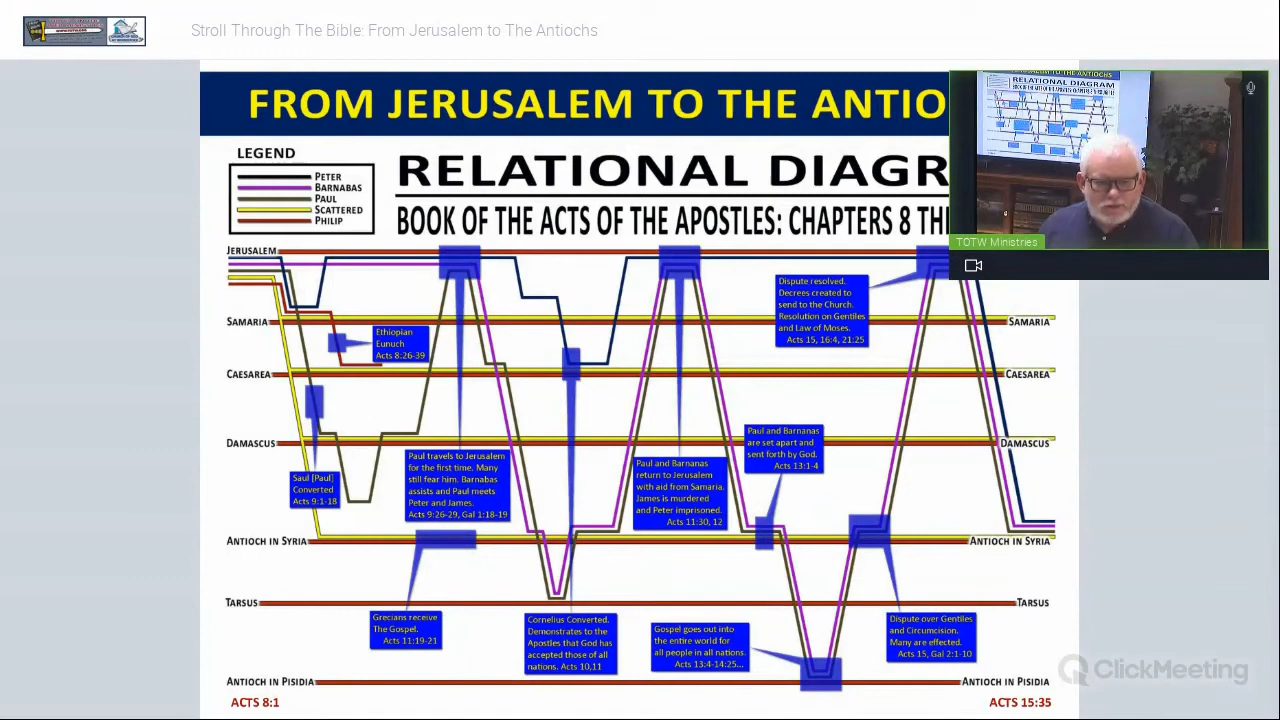 Stroll Through The Bible: From Jerusalem to The Antiochs
FROM JERUSALEM TO THE ANTIO
LEGEND
PETER
BARNABAS
PAUL
SCATTERED
PHILIP
RELATIONAL DIAGR
BOOK OF THE ACTS OF THE APOSTLES: CHAPTERS 8 TH
RELATIONAL DIAGRAM
TOTW Ministries
JERUSALEM
Dispute resolved.
Decrees created to
send to the Church.
Resolution on Gentiles
and Law of Moses.
Acts 15, 16:4, 21:25
SAMARIA
SAMARIA
Ethiopian
Eunuch
Acts 8:26-39
CAESAREA
CAESAREA
DAMASCUS
DAMASCUS
Paul and Barnanas
are set apart and
sent forth by God.
Acts 13:1-4
Saul [Paul]
Converted
Acts 9:1-18
Paul travels to Jerusalem
for the first time. Many
still fear him. Barnabas
assists and Paul meets
Peter and James.
Acts 9:26-29, Gal 1:18-19
Paul and Barnanas
return to Jerusalem
with aid from Samaria.
James is murdered
and Peter imprisoned.
Acts 11:30, 12
ANTIOCH IN SYRIA
ANTIOCH IN SYRIA
TARSUS
TARSUS
Grecians receive
The Gospel.
Acts 11:19-21
Cornelius Converted.
Demonstrates to the
Apostles that God has
accepted those of all
nations. Acts 10,11
Gospel goes out into
the entire world for
all people in all nations.
Acts 13:4-14:25...
Dispute over Gentiles
and Circumcision.
Many are effected.
Acts 15, Gal 2:1-10
ClickMeeting
ANTIOCH IN PISIDIA
ANTIOCH IN PISIDIA
ACTS 8:1
ACTS 15:35